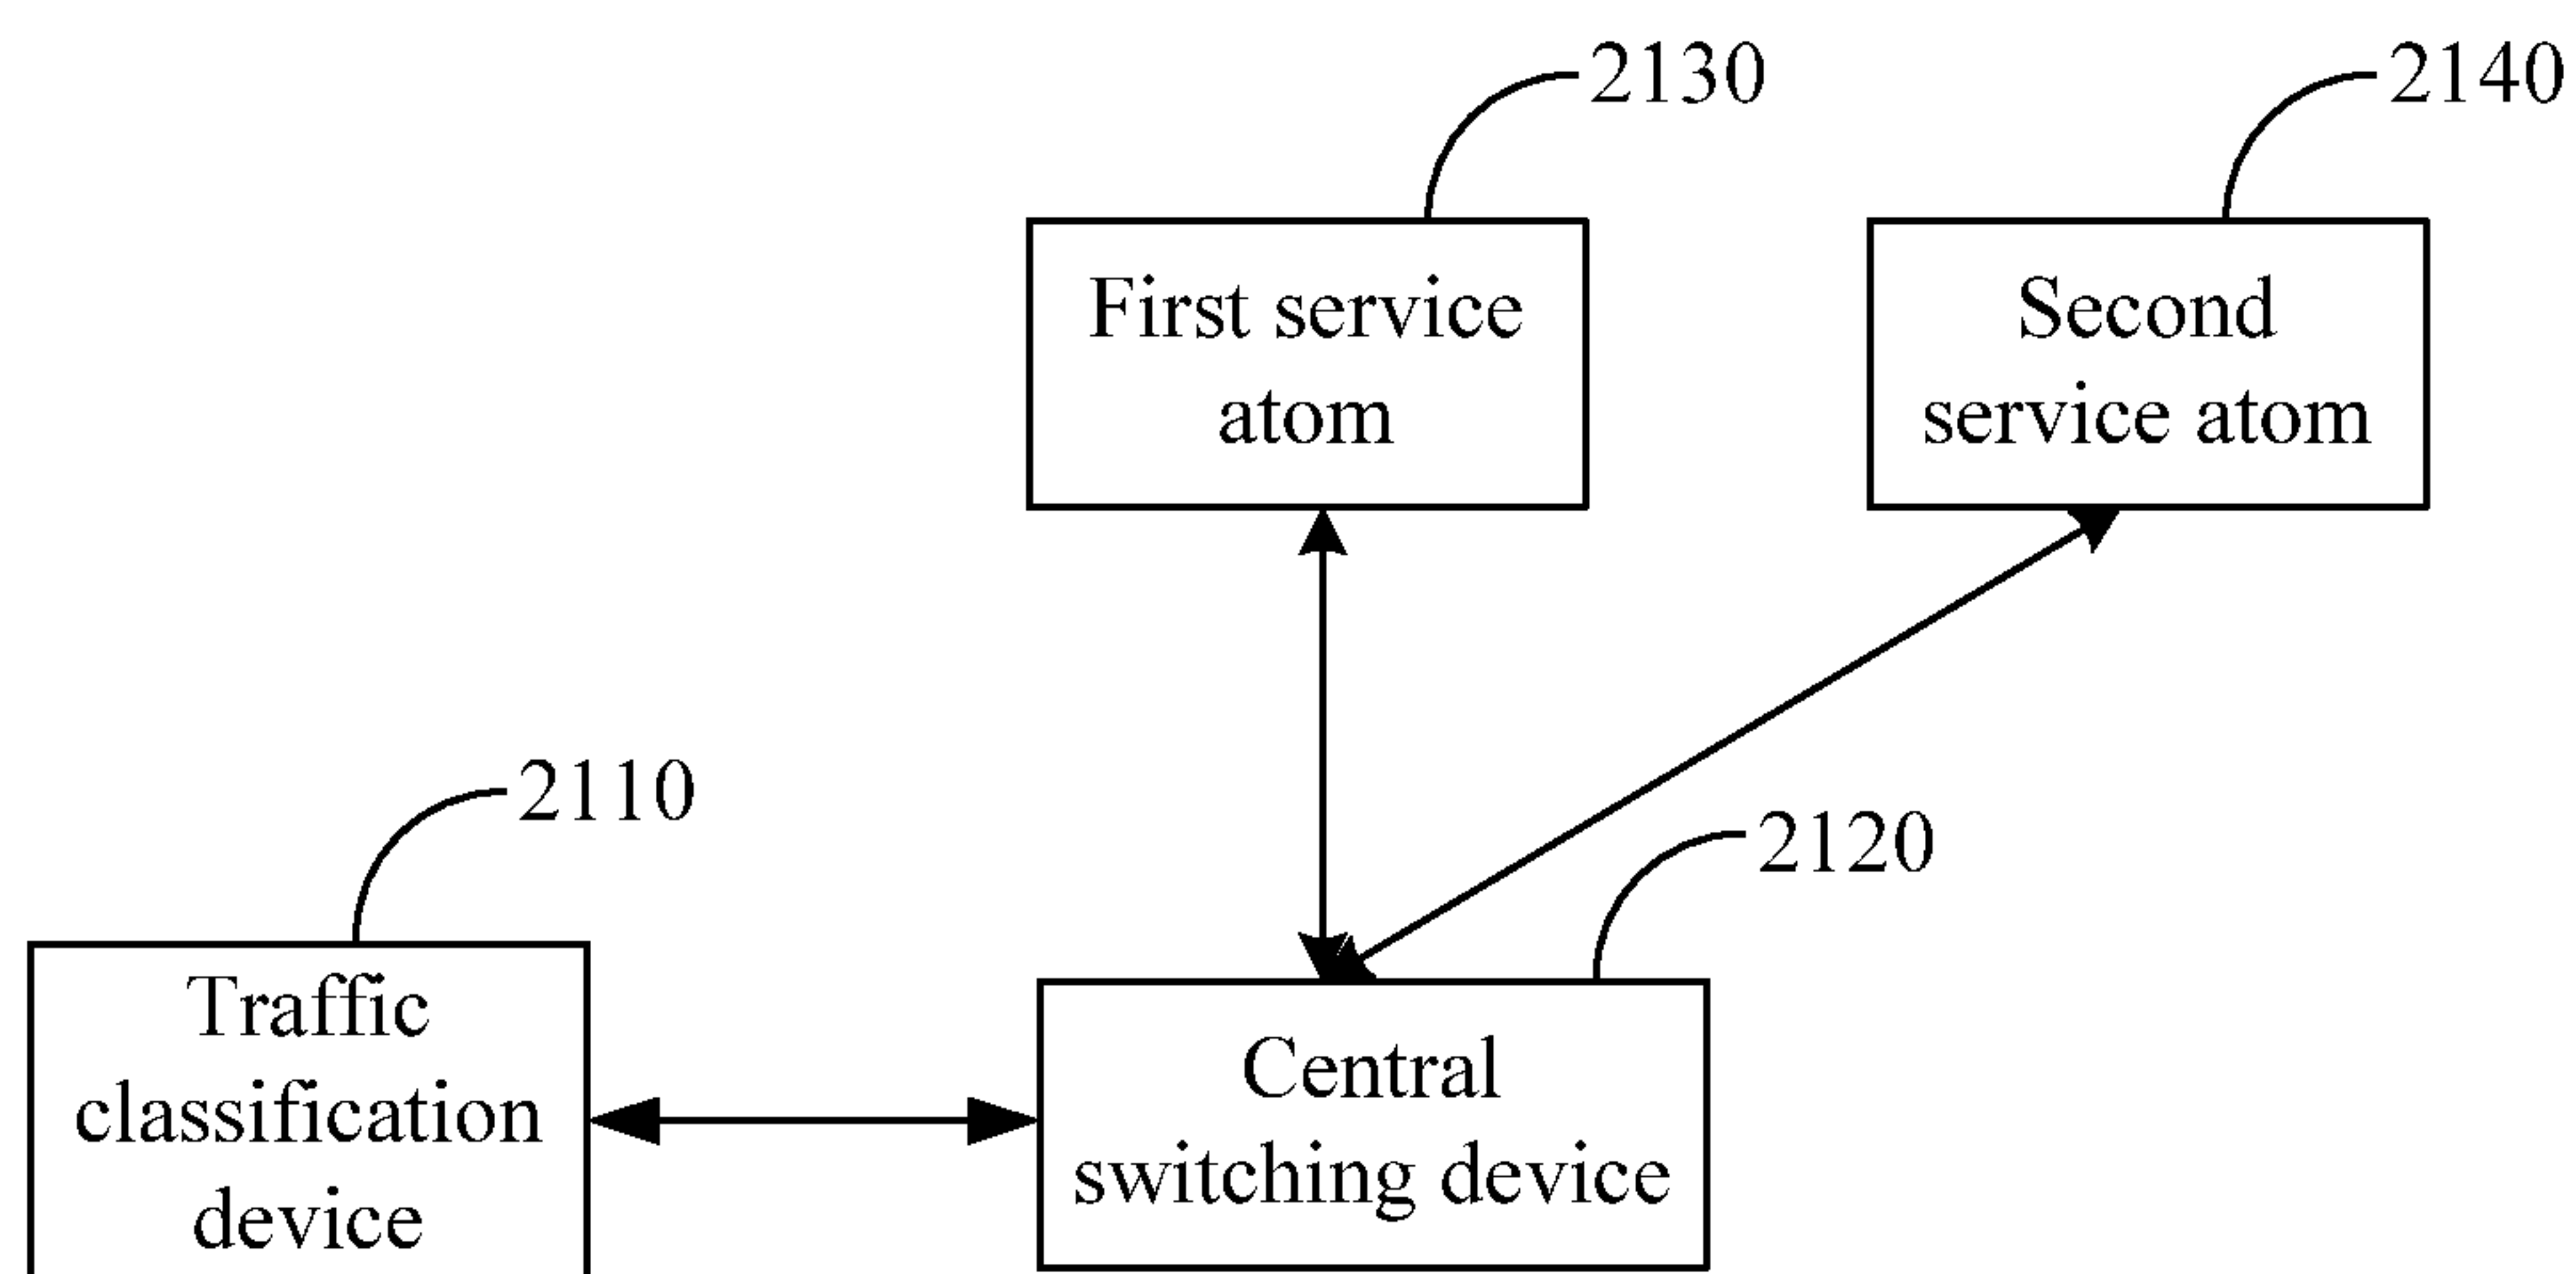 2130
2140
First service
atom
Second
service atom
2110
2120
Traffic
classification
device
Central
switching device